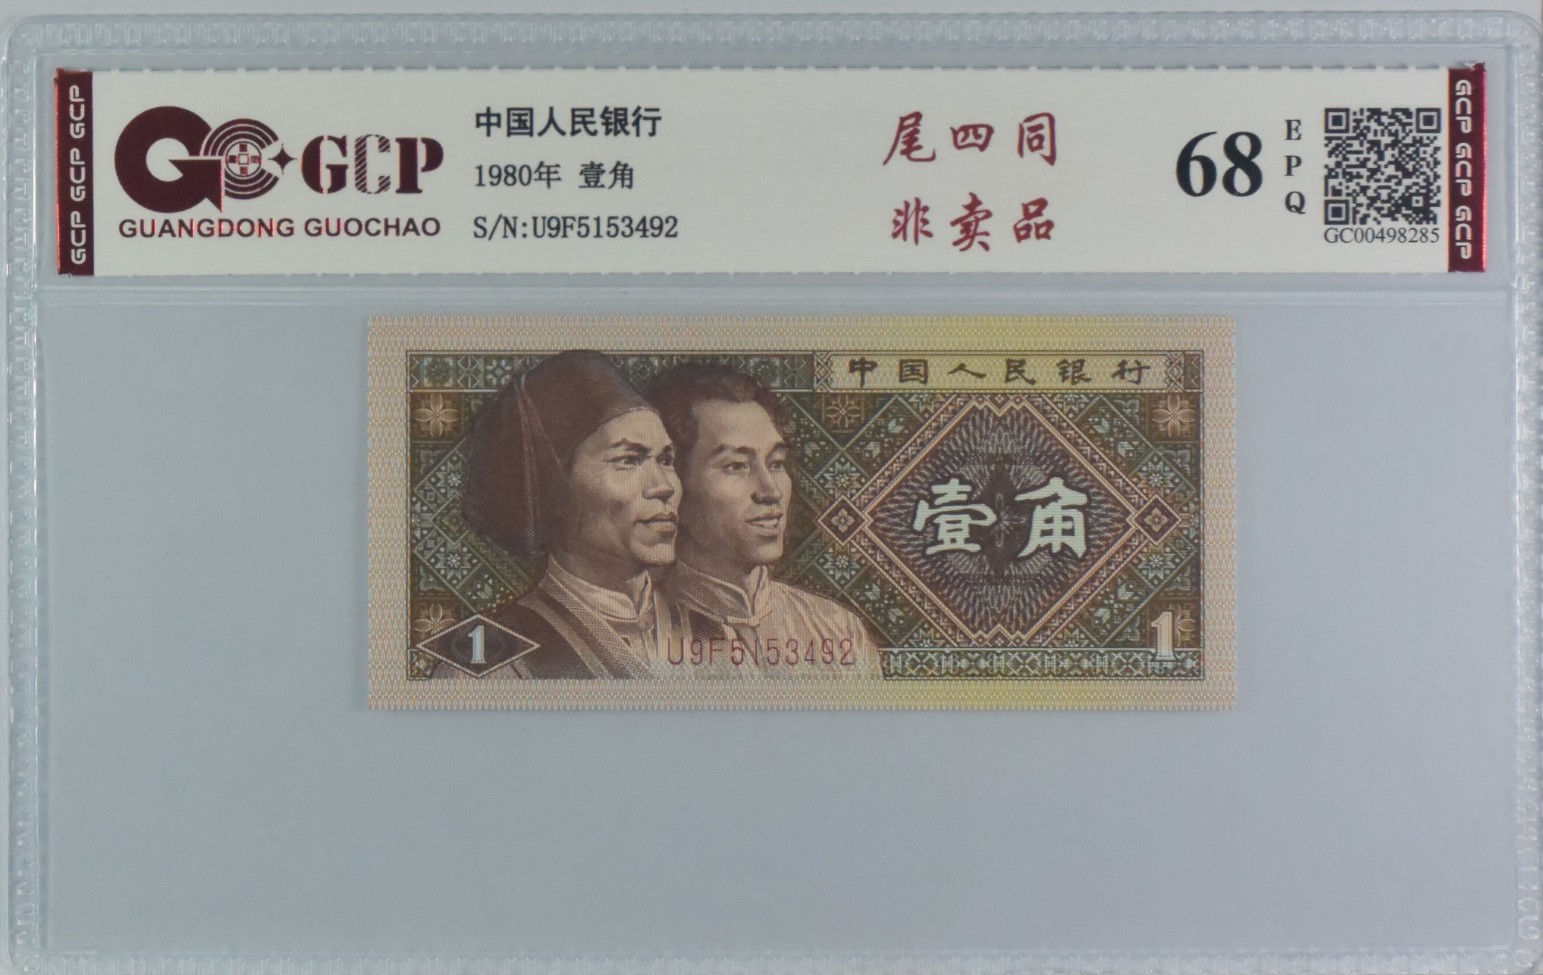 GCP GCP GCP
GCP
GUANGDONG GUOCHAO
中国人民银行
1980年 壹角
S/N:U9F5153492
尾四同
非卖品
68
EPQ
GC00498285
GCP GCP GCP
中国人民银行
壹角
1
U9F5153492
1